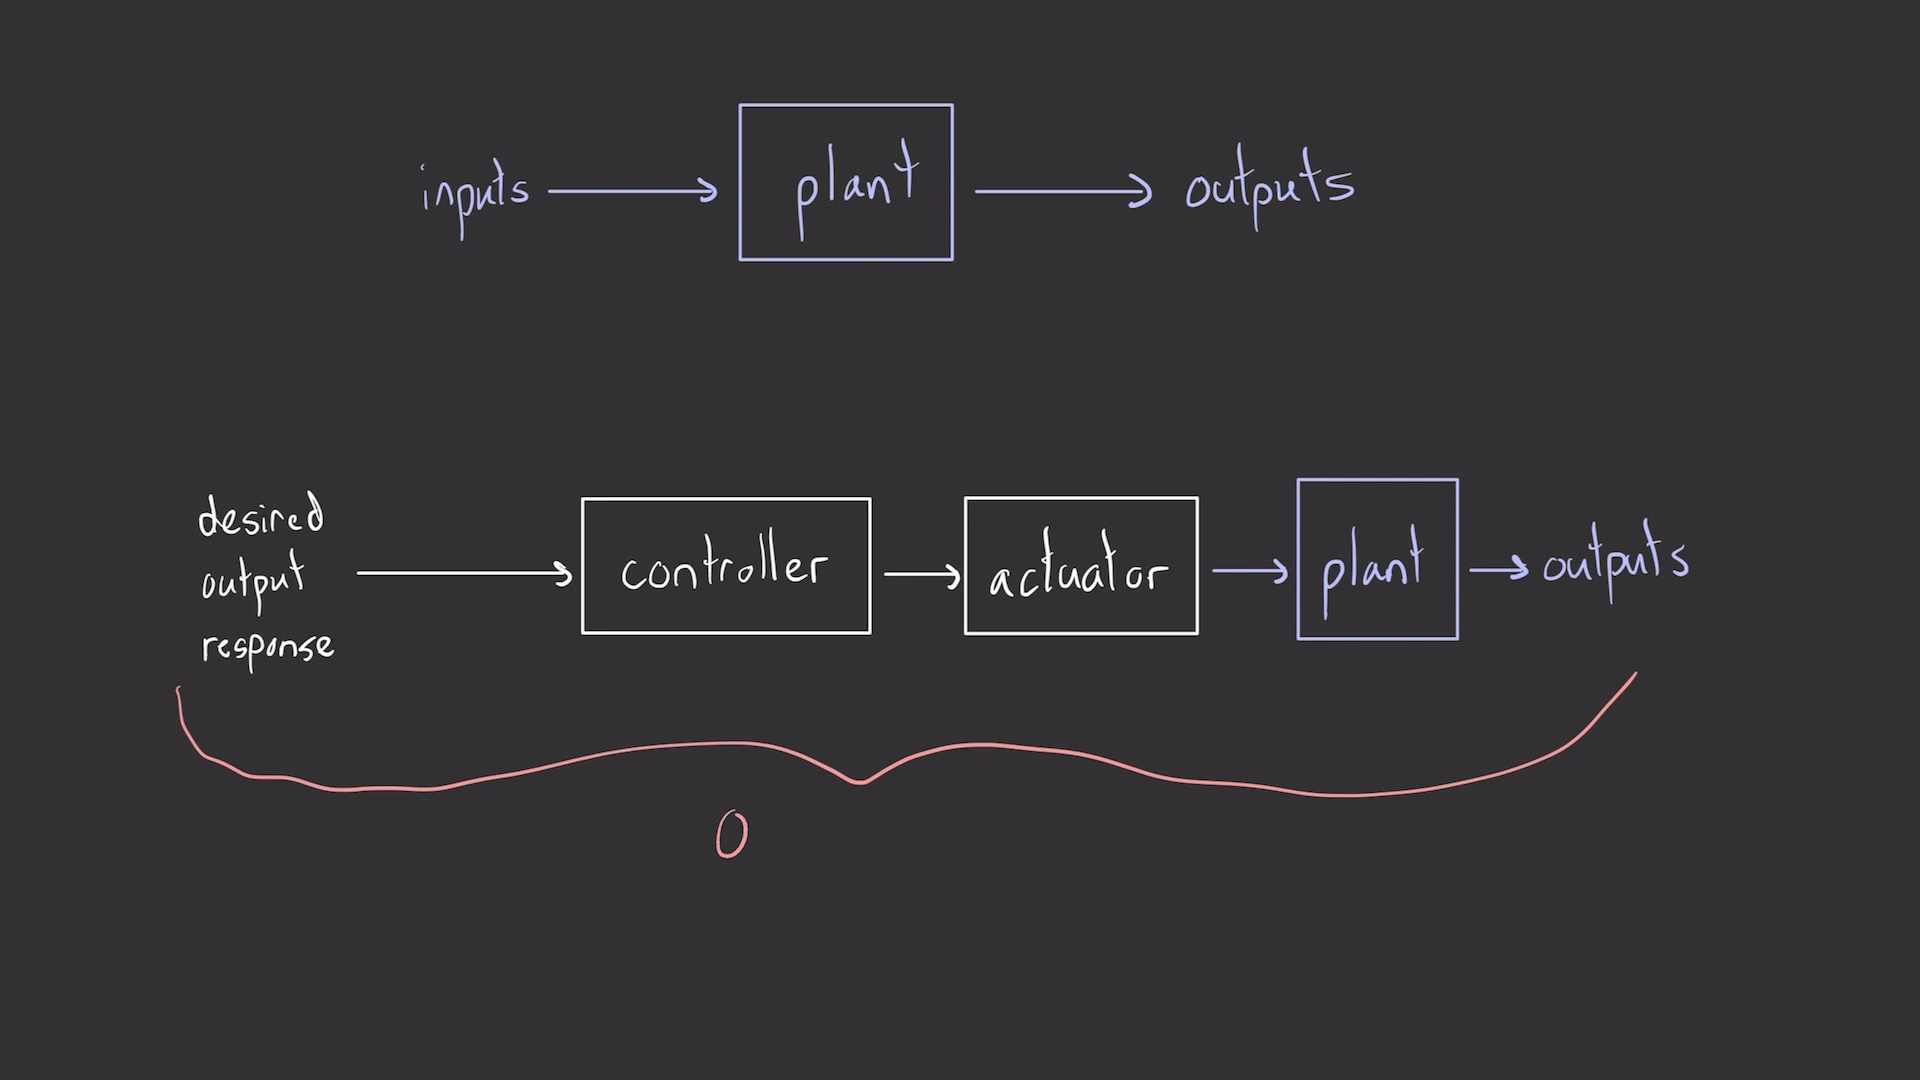 inputs plant outputs
desired
output controller actuator plant outputs
response
O